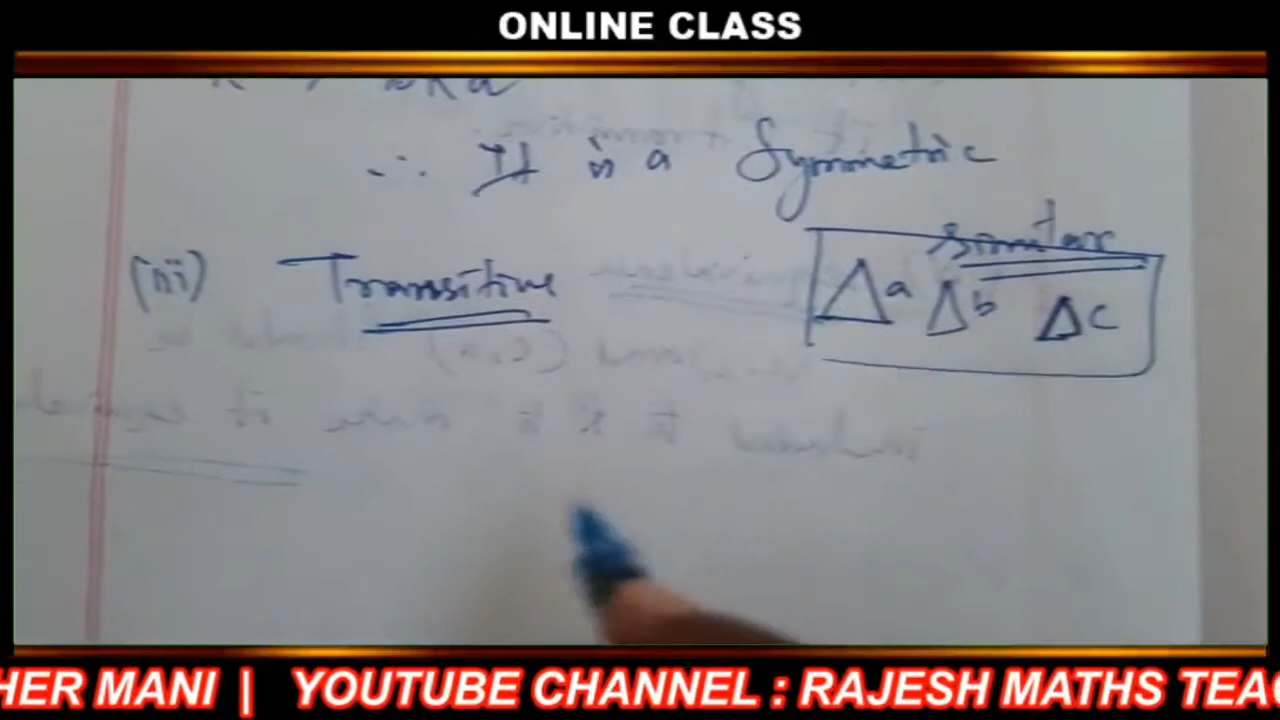 ONLINE CLASS
∴ It is a Symmetric
similar
(iii) Transitive
Δa Δb Δc
HER MANI | YOUTUBE CHANNEL : RAJESH MATHS TEA